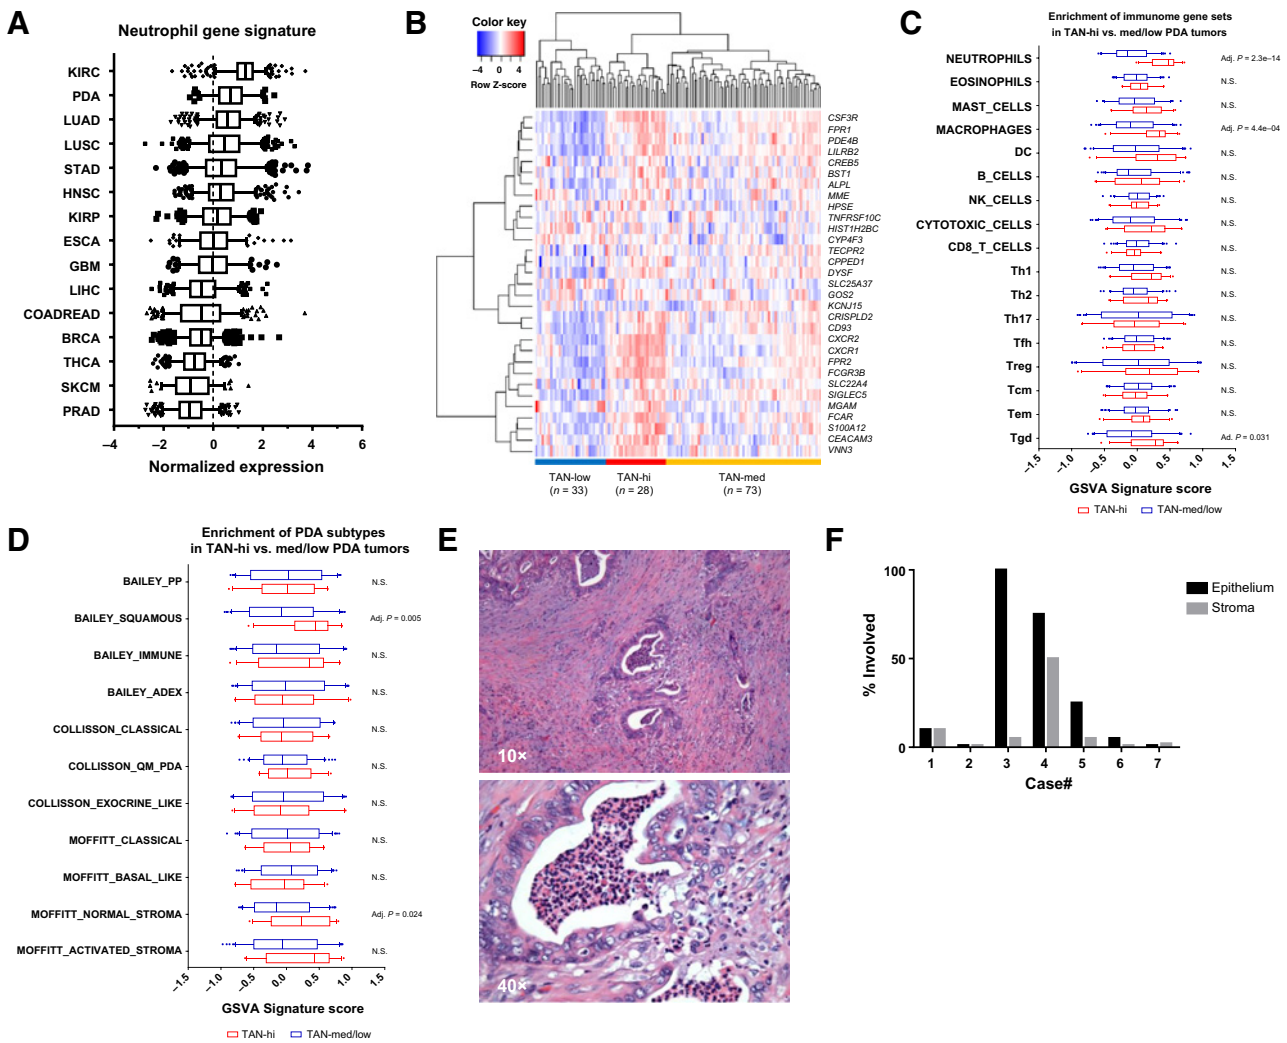 A
Neutrophil gene signature
KIRC
PDA
LUAD
LUSC
STAD
HNSC
KIRP
ESCA
GBM
LIHC
COADREAD
BRCA
THCA
SKCM
PRAD
−4 −2 0 2 4 6
Normalized expression
B
Color key
−4 0 4
Row Z-score
CSF3R
FPR1
PDE4B
LILRB2
CREB5
BST1
ALPL
MME
HPSE
TNFRSF10C
HIST1H2BC
CYP4F3
TECPR2
CPPED1
DYSF
SLC25A37
GOS2
KCNJ15
CRISPLD2
CD93
CXCR2
CXCR1
FPR2
FCGR3B
SLC22A4
SIGLEC5
MGAM
FCAR
S100A12
CEACAM3
VNN3
TAN-low TAN-hi TAN-med
(n = 33) (n = 28) (n = 73)
C
Enrichment of immunome gene sets
in TAN-hi vs. med/low PDA tumors
NEUTROPHILS Adj. P = 2.3e–14
EOSINOPHILS N.S.
MAST_CELLS N.S.
MACROPHAGES Adj. P = 4.4e–04
DC N.S.
B_CELLS N.S.
NK_CELLS N.S.
CYTOTOXIC_CELLS N.S.
CD8_T_CELLS N.S.
Th1 N.S.
Th2 N.S.
Th17 N.S.
Tfh N.S.
Treg N.S.
Tcm N.S.
Tem N.S.
Tgd Ad. P = 0.031
−1.5 −1.0 −0.5 0.0 0.5 1.0 1.5
GSVA Signature score
TAN-hi TAN-med/low
D
Enrichment of PDA subtypes
in TAN-hi vs. med/low PDA tumors
BAILEY_PP N.S.
BAILEY_SQUAMOUS Adj. P = 0.005
BAILEY_IMMUNE N.S.
BAILEY_ADEX N.S.
COLLISSON_CLASSICAL N.S.
COLLISSON_QM_PDA N.S.
COLLISSON_EXOCRINE_LIKE N.S.
MOFFITT_CLASSICAL N.S.
MOFFITT_BASAL_LIKE N.S.
MOFFITT_NORMAL_STROMA Adj. P = 0.024
MOFFITT_ACTIVATED_STROMA N.S.
−1.5 −1.0 −0.5 0.0 0.5 1.0 1.5
GSVA Signature score
TAN-hi TAN-med/low
E
10×
40×
F
100
50
0
% Involved
Epithelium
Stroma
1 2 3 4 5 6 7
Case#